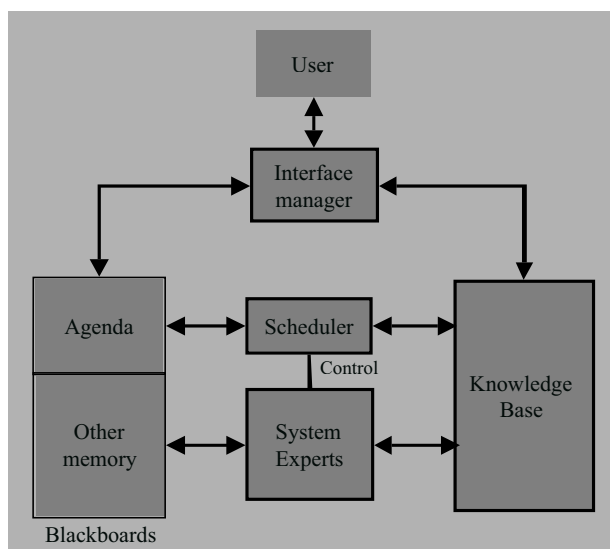 User
Interface
manager
Agenda
Scheduler
Control
Knowledge
Base
Other
memory
System
Experts
Blackboards